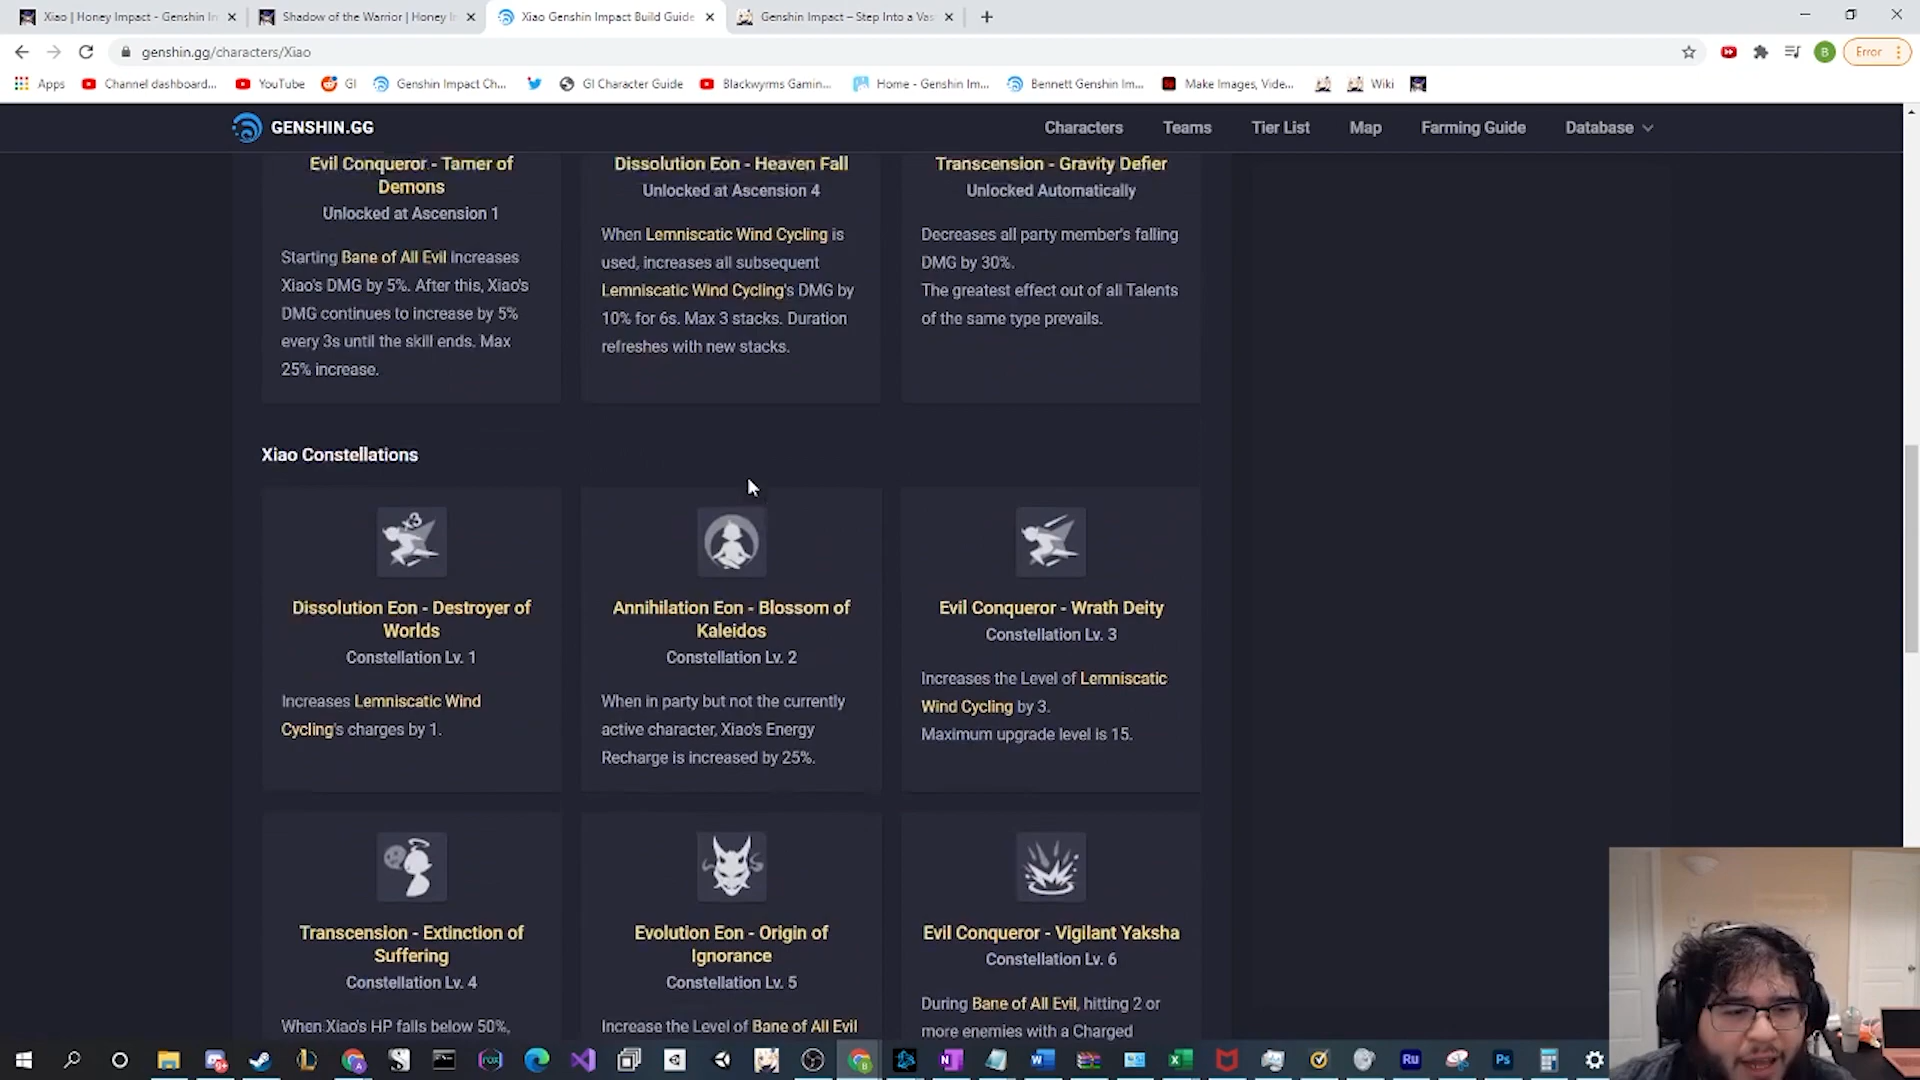 Xiao | Honey Impact - Genshin In
Shadow of the Warrior | Honey I
Xiao Genshin Impact Build Guide
Genshin Impact – Step Into a Vas
genshin.gg/characters/Xiao
Error
Apps
Channel dashboard...
YouTube
GI
Genshin Impact Ch...
GI Character Guide
Blackwyrms Gamin...
Home - Genshin Im...
Bennett Genshin Im...
Make Images, Vide...
Wiki
GENSHIN.GG
Characters
Teams
Tier List
Map
Farming Guide
Database
Evil Conqueror - Tamer of
Demons
Unlocked at Ascension 1
Starting Bane of All Evil increases
Xiao's DMG by 5%. After this, Xiao's
DMG continues to increase by 5%
every 3s until the skill ends. Max
25% increase.
Dissolution Eon - Heaven Fall
Unlocked at Ascension 4
When Lemniscatic Wind Cycling is
used, increases all subsequent
Lemniscatic Wind Cycling's DMG by
10% for 6s. Max 3 stacks. Duration
refreshes with new stacks.
Transcension - Gravity Defier
Unlocked Automatically
Decreases all party member's falling
DMG by 30%.
The greatest effect out of all Talents
of the same type prevails.
Xiao Constellations
x3
Dissolution Eon - Destroyer of
Worlds
Constellation Lv. 1
Increases Lemniscatic Wind
Cycling's charges by 1.
Annihilation Eon - Blossom of
Kaleidos
Constellation Lv. 2
When in party but not the currently
active character, Xiao's Energy
Recharge is increased by 25%.
Evil Conqueror - Wrath Deity
Constellation Lv. 3
Increases the Level of Lemniscatic
Wind Cycling by 3.
Maximum upgrade level is 15.
Transcension - Extinction of
Suffering
Constellation Lv. 4
When Xiao's HP falls below 50%,
Evolution Eon - Origin of
Ignorance
Constellation Lv. 5
Increase the Level of Bane of All Evil
Evil Conqueror - Vigilant Yaksha
Constellation Lv. 6
During Bane of All Evil, hitting 2 or
more enemies with a Charged